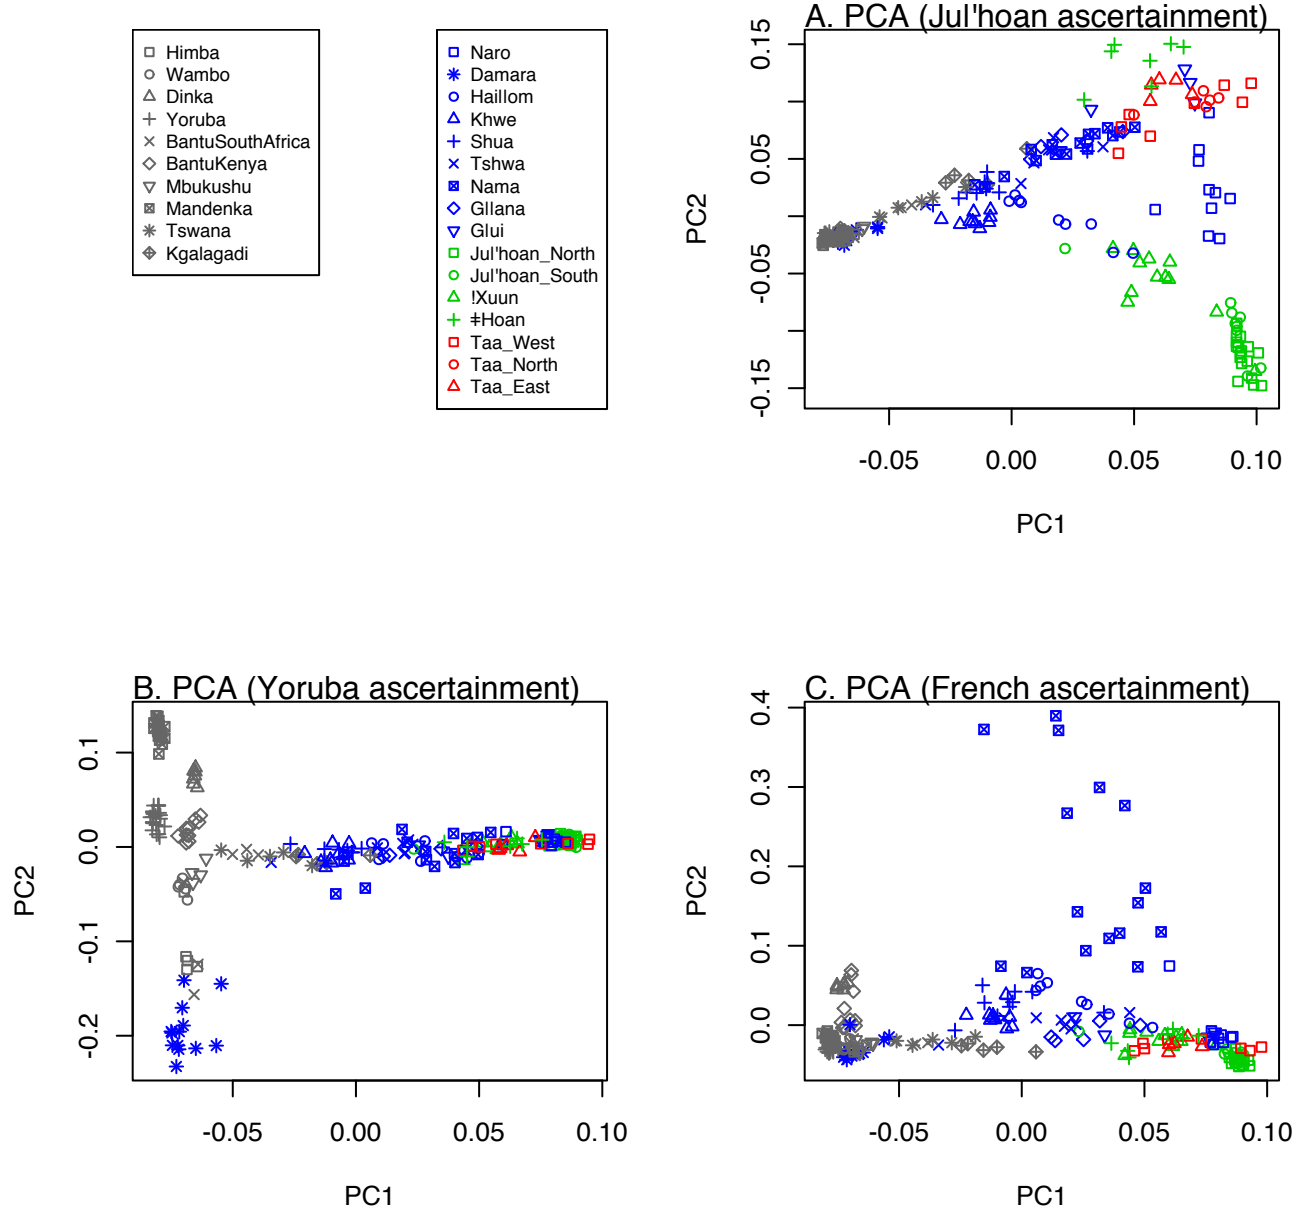 Himba
Wambo
Dinka
Yoruba
BantuSouthAfrica
BantuKenya
Mbukushu
Mandenka
Tswana
Kgalagadi
Naro
Damara
Haillom
Khwe
Shua
Tshwa
Nama
Gllana
Glui
Jul'hoan_North
Jul'hoan_South
!Xuun
ǂHoan
Taa_West
Taa_North
Taa_East
A. PCA (Jul'hoan ascertainment)
0.15
0.05
-0.05
-0.15
PC2
-0.05 0.00 0.05 0.10
PC1
B. PCA (Yoruba ascertainment)
0.1
0.0
-0.1
-0.2
PC2
-0.05 0.00 0.05 0.10
PC1
C. PCA (French ascertainment)
0.4
0.3
0.2
0.1
0.0
PC2
-0.05 0.00 0.05 0.10
PC1